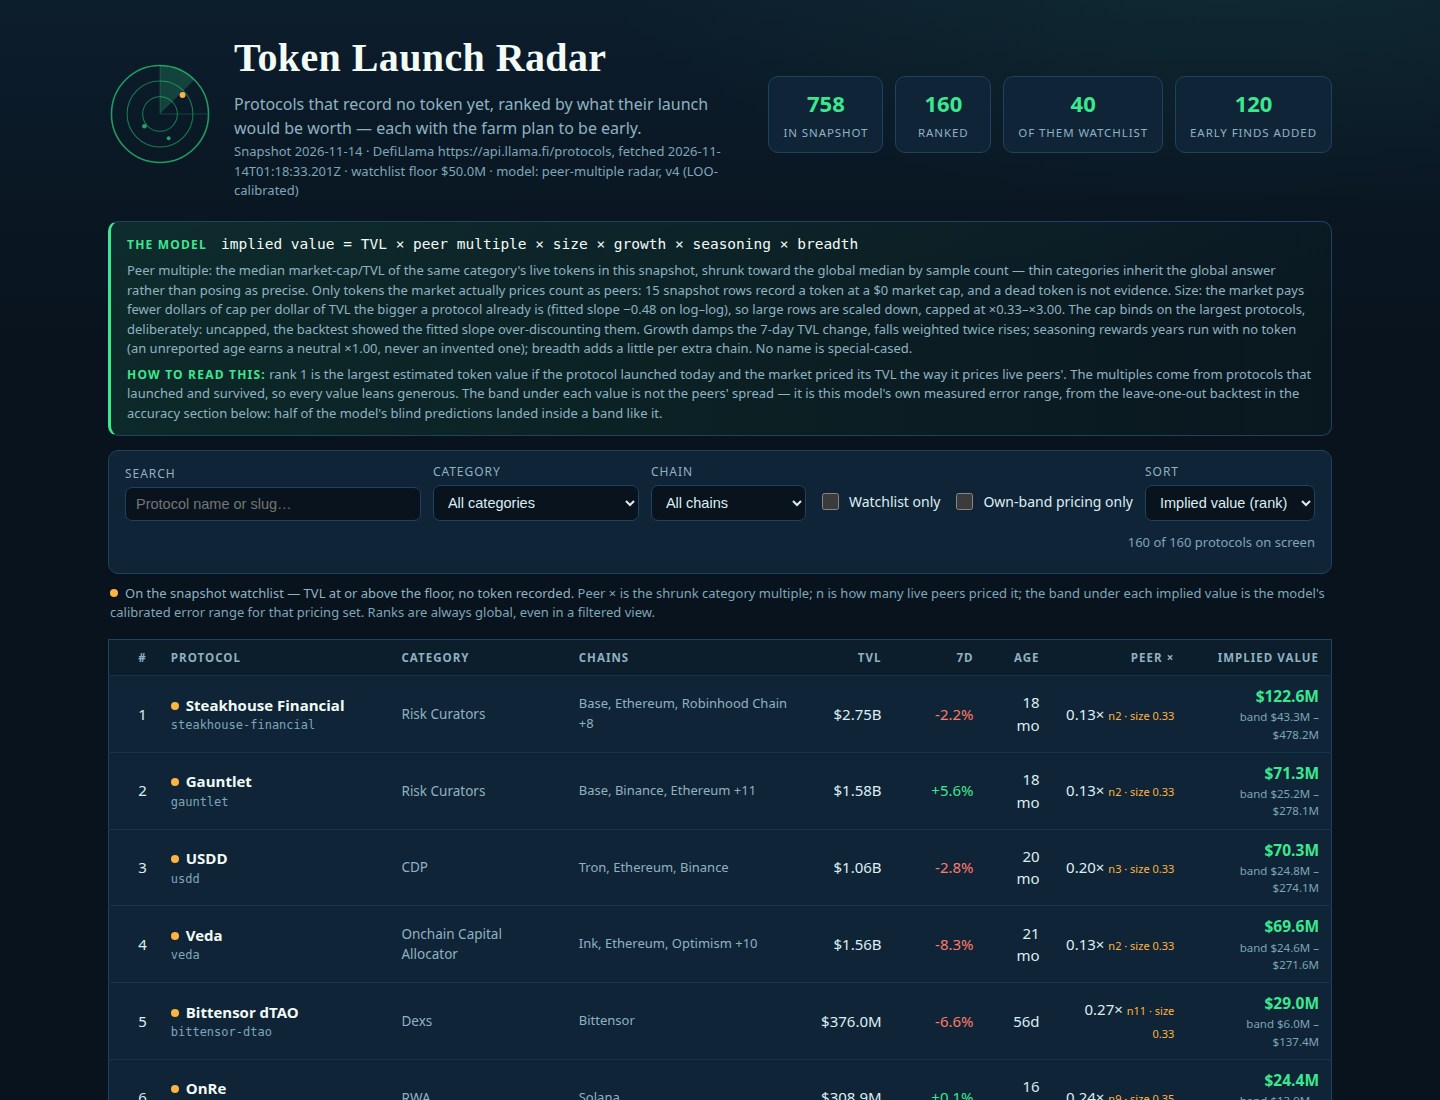 Token Launch Radar
Protocols that record no token yet, ranked by what their launch
would be worth — each with the farm plan to be early.
Snapshot 2026-11-14 · DefiLlama https://api.llama.fi/protocols, fetched 2026-11-
14T01:18:33.201Z · watchlist floor $50.0M · model: peer-multiple radar, v4 (LOO-
calibrated)
758
IN SNAPSHOT
160
RANKED
40
OF THEM WATCHLIST
120
EARLY FINDS ADDED
THE MODEL implied value = TVL × peer multiple × size × growth × seasoning × breadth
Peer multiple: the median market-cap/TVL of the same category's live tokens in this snapshot, shrunk toward the global median by sample count — thin categories inherit the global answer
rather than posing as precise. Only tokens the market actually prices count as peers: 15 snapshot rows record a token at a $0 market cap, and a dead token is not evidence. Size: the market pays
fewer dollars of cap per dollar of TVL the bigger a protocol already is (fitted slope −0.48 on log–log), so large rows are scaled down, capped at ×0.33–×3.00. The cap binds on the largest protocols,
deliberately: uncapped, the backtest showed the fitted slope over-discounting them. Growth damps the 7-day TVL change, falls weighted twice rises; seasoning rewards years run with no token
(an unreported age earns a neutral ×1.00, never an invented one); breadth adds a little per extra chain. No name is special-cased.
HOW TO READ THIS: rank 1 is the largest estimated token value if the protocol launched today and the market priced its TVL the way it prices live peers'. The multiples come from protocols that
launched and survived, so every value leans generous. The band under each value is not the peers' spread — it is this model's own measured error range, from the leave-one-out backtest in the
accuracy section below: half of the model's blind predictions landed inside a band like it.
SEARCH
Protocol name or slug…
CATEGORY
All categories
CHAIN
All chains
Watchlist only
Own-band pricing only
SORT
Implied value (rank)
160 of 160 protocols on screen
On the snapshot watchlist — TVL at or above the floor, no token recorded. Peer × is the shrunk category multiple; n is how many live peers priced it; the band under each implied value is the model's
calibrated error range for that pricing set. Ranks are always global, even in a filtered view.
# PROTOCOL CATEGORY CHAINS TVL 7D AGE PEER × IMPLIED VALUE
1 Steakhouse Financial steakhouse-financial Risk Curators Base, Ethereum, Robinhood Chain +8 $2.75B -2.2% 18 mo 0.13× n2 · size 0.33 $122.6M band $43.3M – $478.2M
2 Gauntlet gauntlet Risk Curators Base, Binance, Ethereum +11 $1.58B +5.6% 18 mo 0.13× n2 · size 0.33 $71.3M band $25.2M – $278.1M
3 USDD usdd CDP Tron, Ethereum, Binance $1.06B -2.8% 20 mo 0.20× n3 · size 0.33 $70.3M band $24.8M – $274.1M
4 Veda veda Onchain Capital Allocator Ink, Ethereum, Optimism +10 $1.56B -8.3% 21 mo 0.13× n2 · size 0.33 $69.6M band $24.6M – $271.6M
5 Bittensor dTAO bittensor-dtao Dexs Bittensor $376.0M -6.6% 56d 0.27× n11 · size 0.33 $29.0M band $6.0M – $137.4M
6 OnRe RWA Solana $308.9M +0.1% 16 0.24× n9 · size 0.35 $24.4M